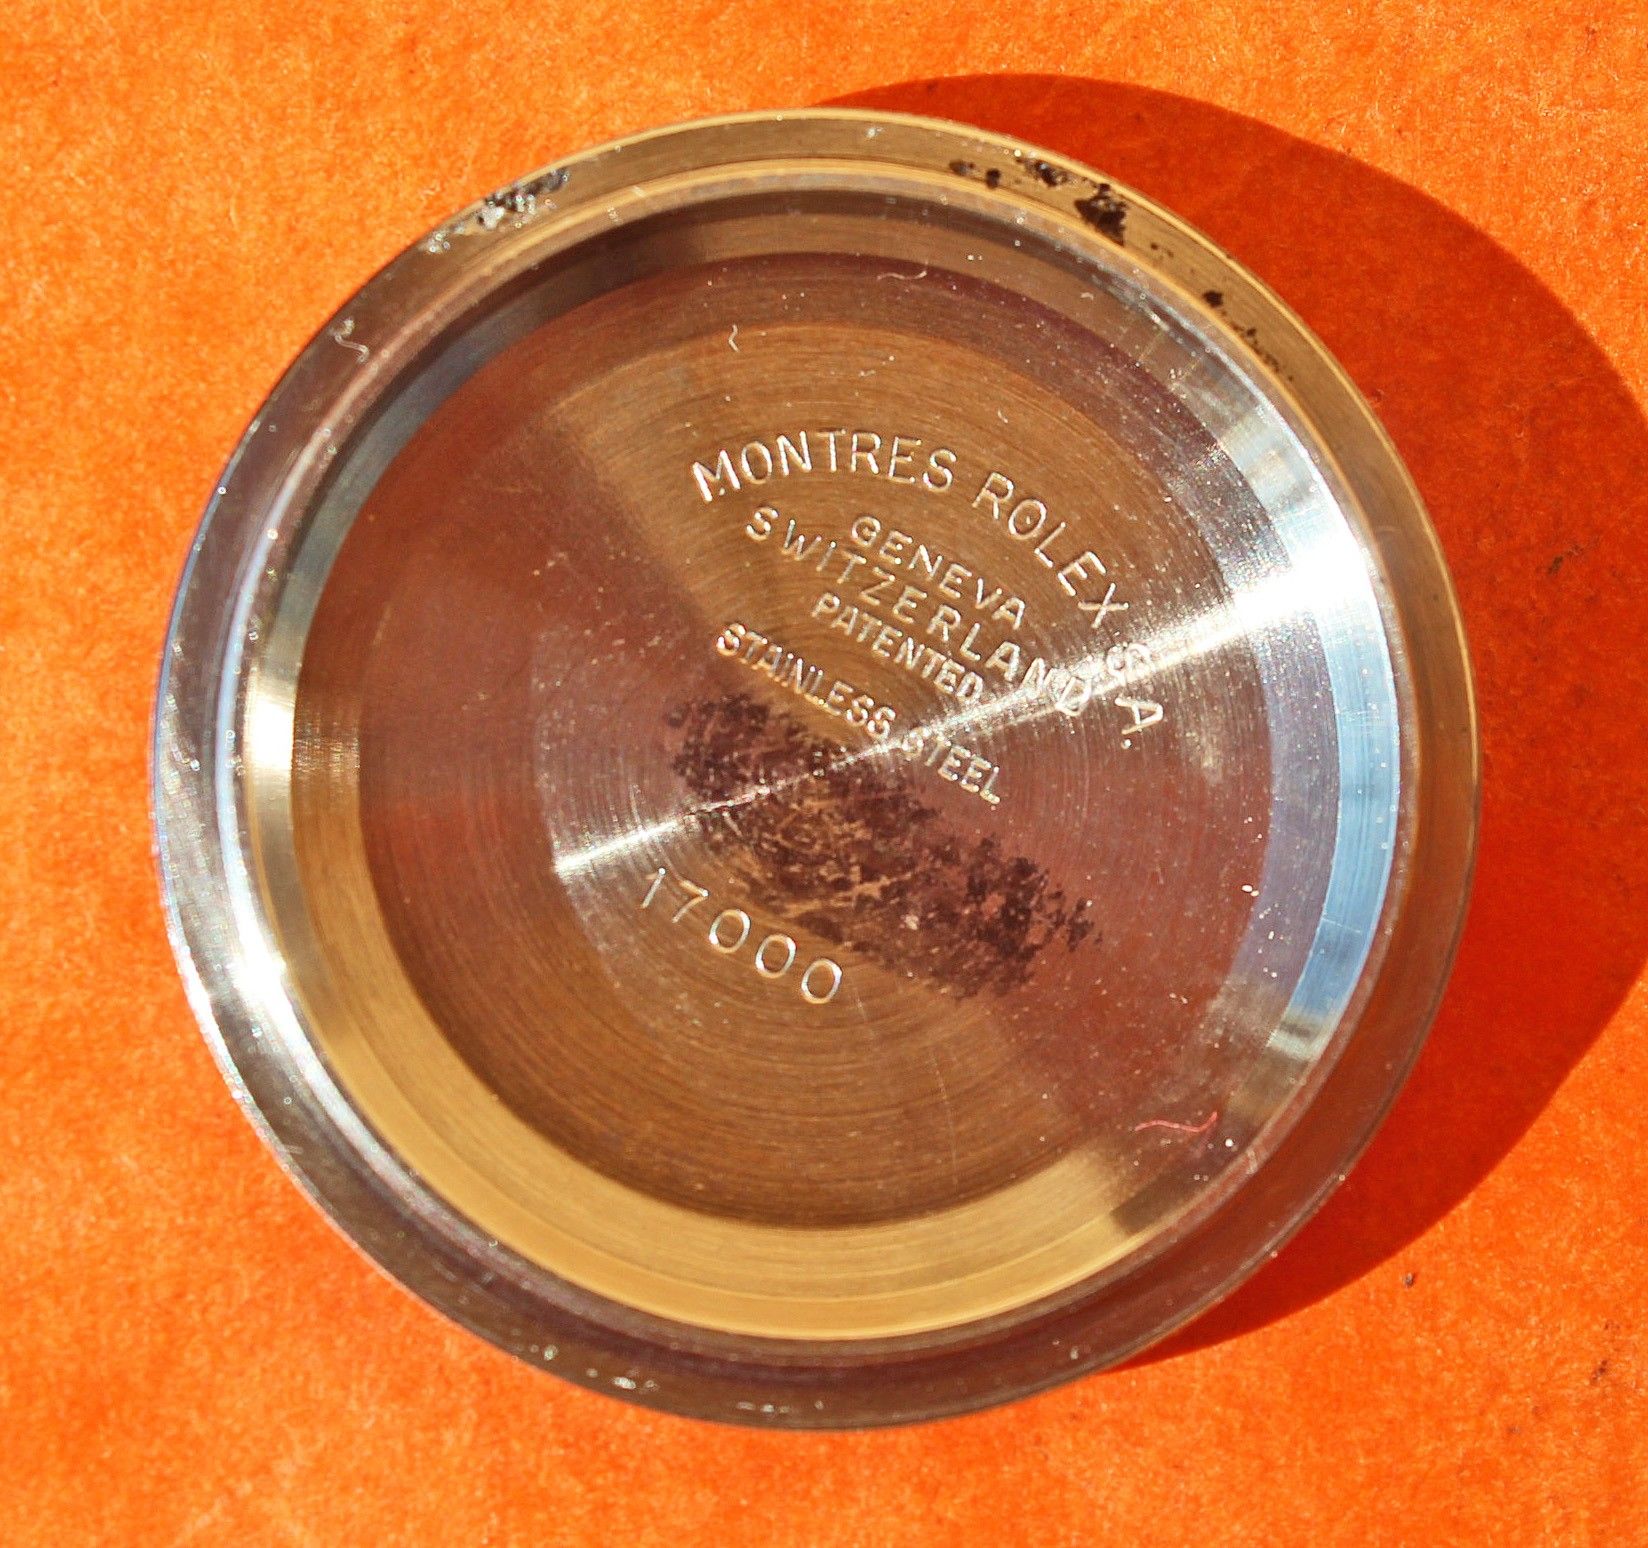 MONTRES ROLEX S.A.
GENEVA
SWITZERLAND
PATENTED
STAINLESS STEEL
17000